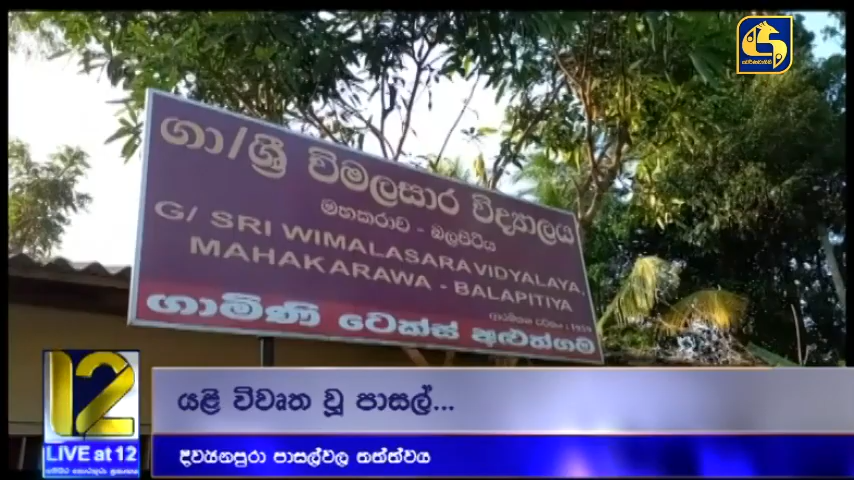 ගා/ශ්‍රී විමලසාර විද්‍යාලය
මහකරාව - බලපිටිය
G/ SRI WIMALASARA VIDYALAYA,
MAHAKARAWA - BALAPITIYA
ගාමිණි ටෙක්ස් අළුත්ගම
12
LIVE at 12
යළි විවෘත වූ පාසල්...
දිවයිනපුරා පාසල්වල තත්ත්වය